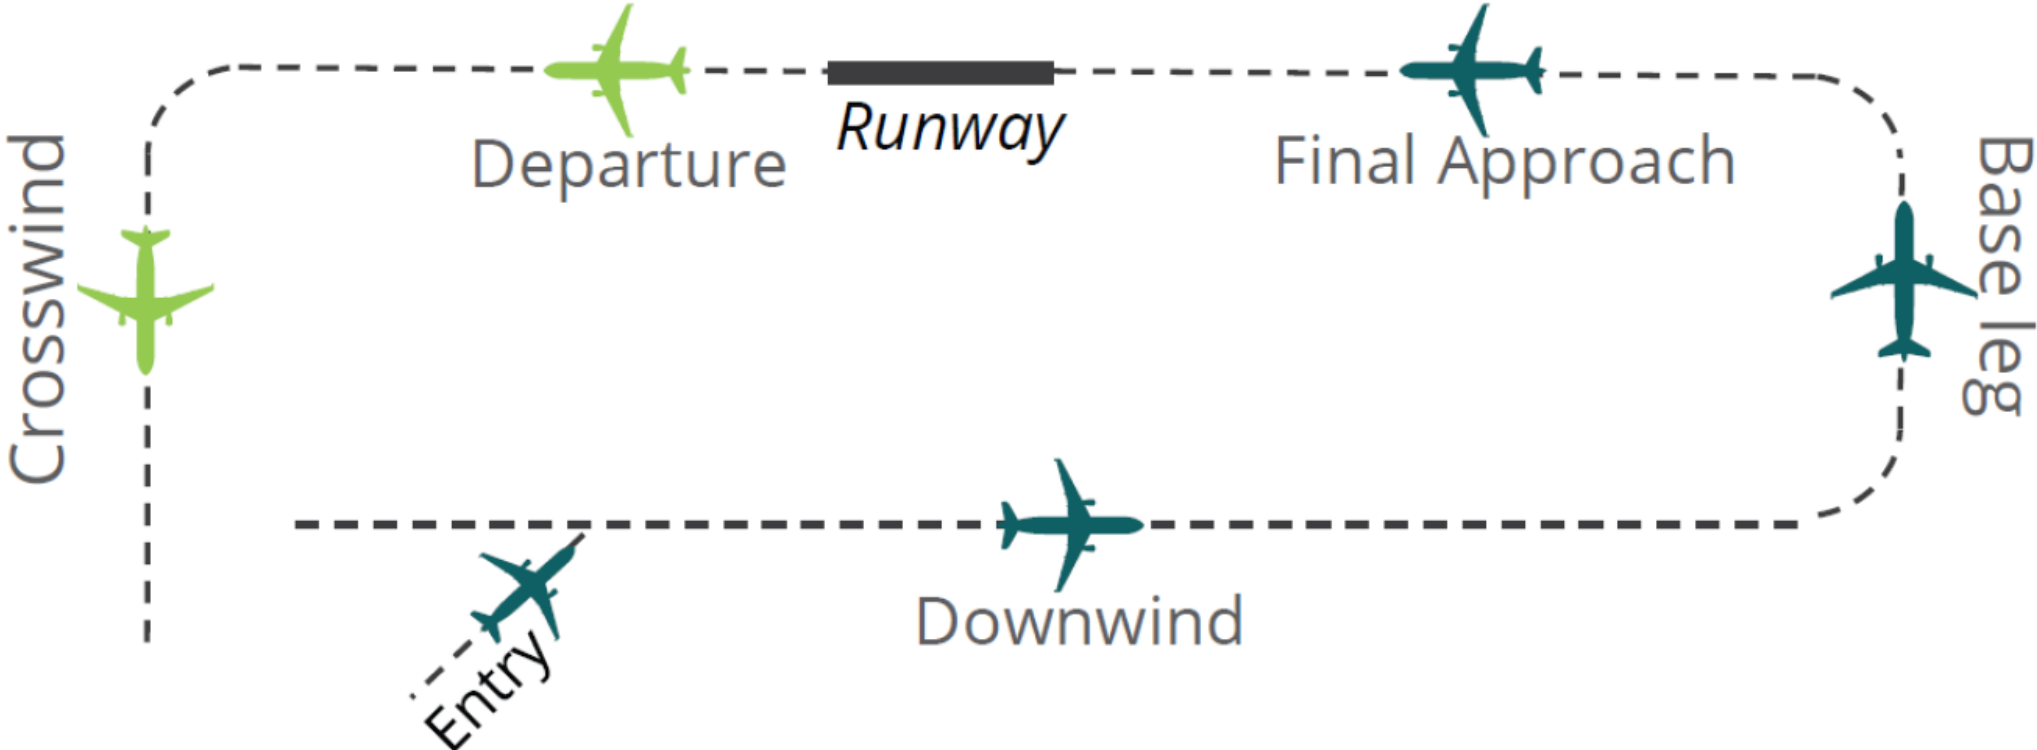 Runway
Departure
Final Approach
Crosswind
Base leg
Downwind
Entry